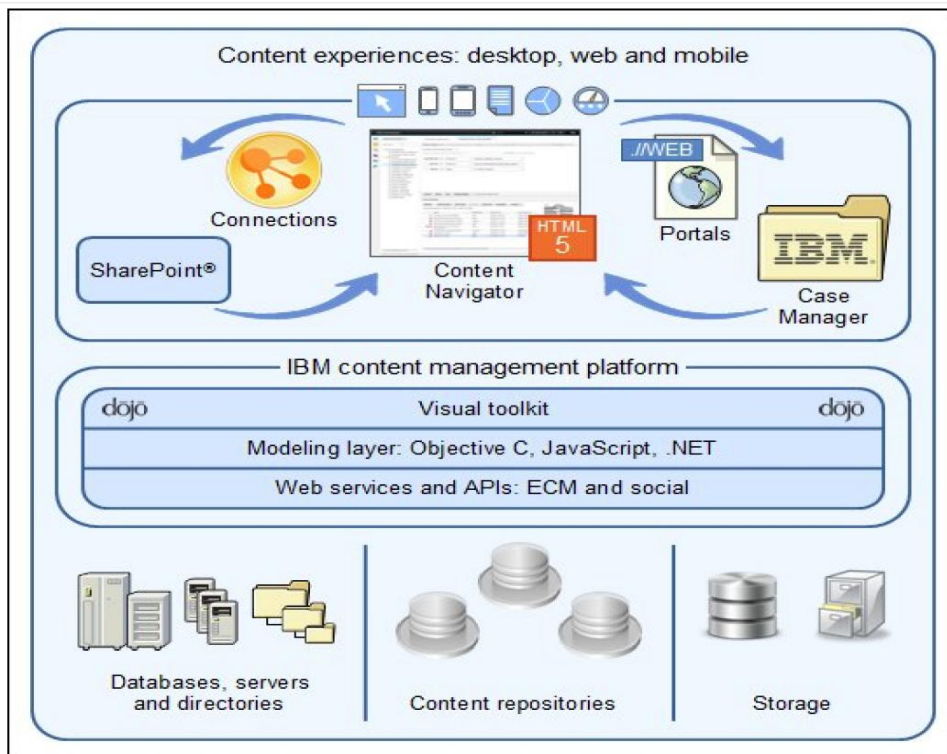 Content experiences: desktop, web and mobile
Connections
SharePoint®
HTML
5
Content
Navigator
.//WEB
Portals
IBM®
Case
Manager
IBM content management platform
dōjō
Visual toolkit
dōjō
Modeling layer: Objective C, JavaScript, .NET
Web services and APIs: ECM and social
Databases, servers
and directories
Content repositories
Storage